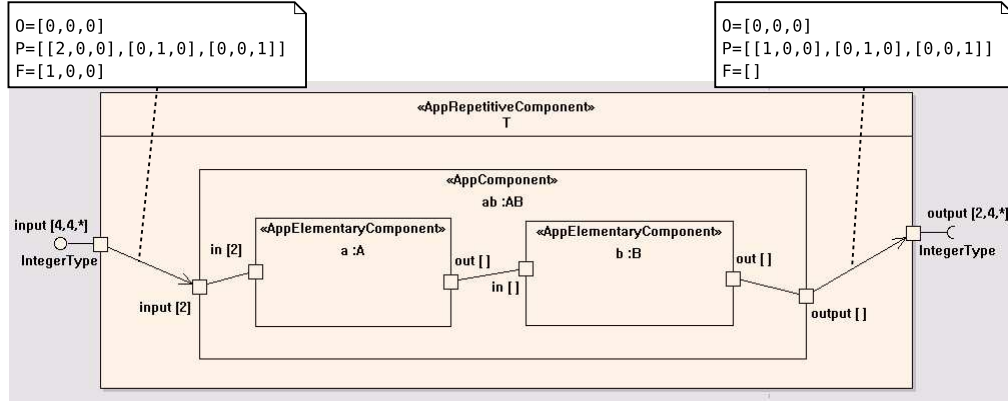 O=[0,0,0]
P=[[2,0,0],[0,1,0],[0,0,1]]
F=[1,0,0]
O=[0,0,0]
P=[[1,0,0],[0,1,0],[0,0,1]]
F=[]
«AppRepetitiveComponent»
T
«AppComponent»
ab :AB
input [4,4,*]
IntegerType
in [2]
input [2]
«AppElementaryComponent»
a :A
out [ ]
in [ ]
«AppElementaryComponent»
b :B
out [ ]
output [ ]
output [2,4,*]
IntegerType